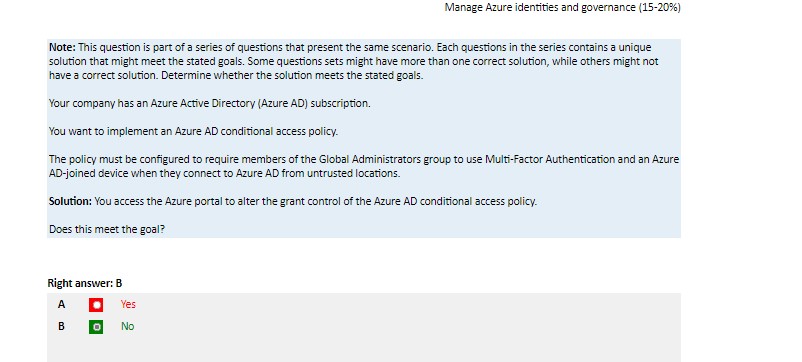 Manage Azure identities and governance (15-20%)
Note: This question is part of a series of questions that present the same scenario. Each questions in the series contains a unique
solution that might meet the stated goals. Some questions sets might have more than one correct solution, while others might not
have a correct solution. Determine whether the solution meets the stated goals.
Your company has an Azure Active Directory (Azure AD) subscription.
You want to implement an Azure AD conditional access policy.
The policy must be configured to require members of the Global Administrators group to use Multi-Factor Authentication and an Azure
AD-joined device when they connect to Azure AD from untrusted locations.
Solution: You access the Azure portal to alter the grant control of the Azure AD conditional access policy.
Does this meet the goal?
Right answer: B
A Yes
B No